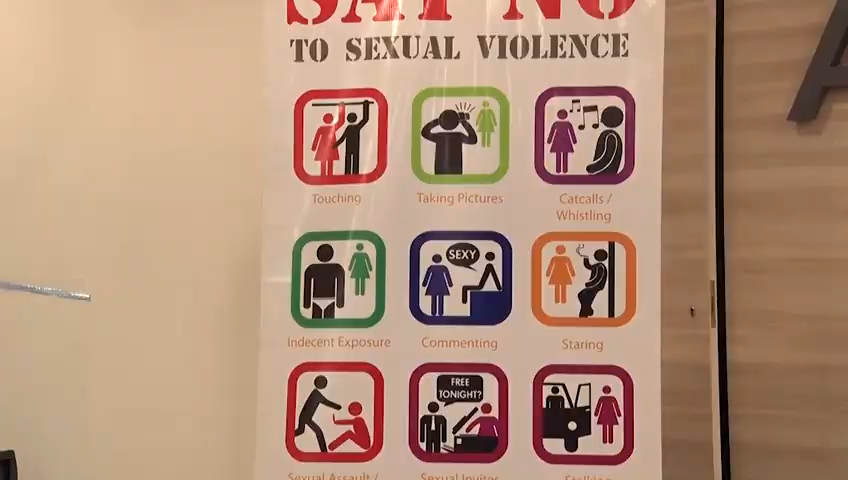 SAY NO
TO SEXUAL VIOLENCE
Touching
Taking Pictures
Catcalls /
Whistling
SEXY
Indecent Exposure
Commenting
Staring
FREE
TONIGHT?
Sexual Assault /
Sexual Invites
Stalking